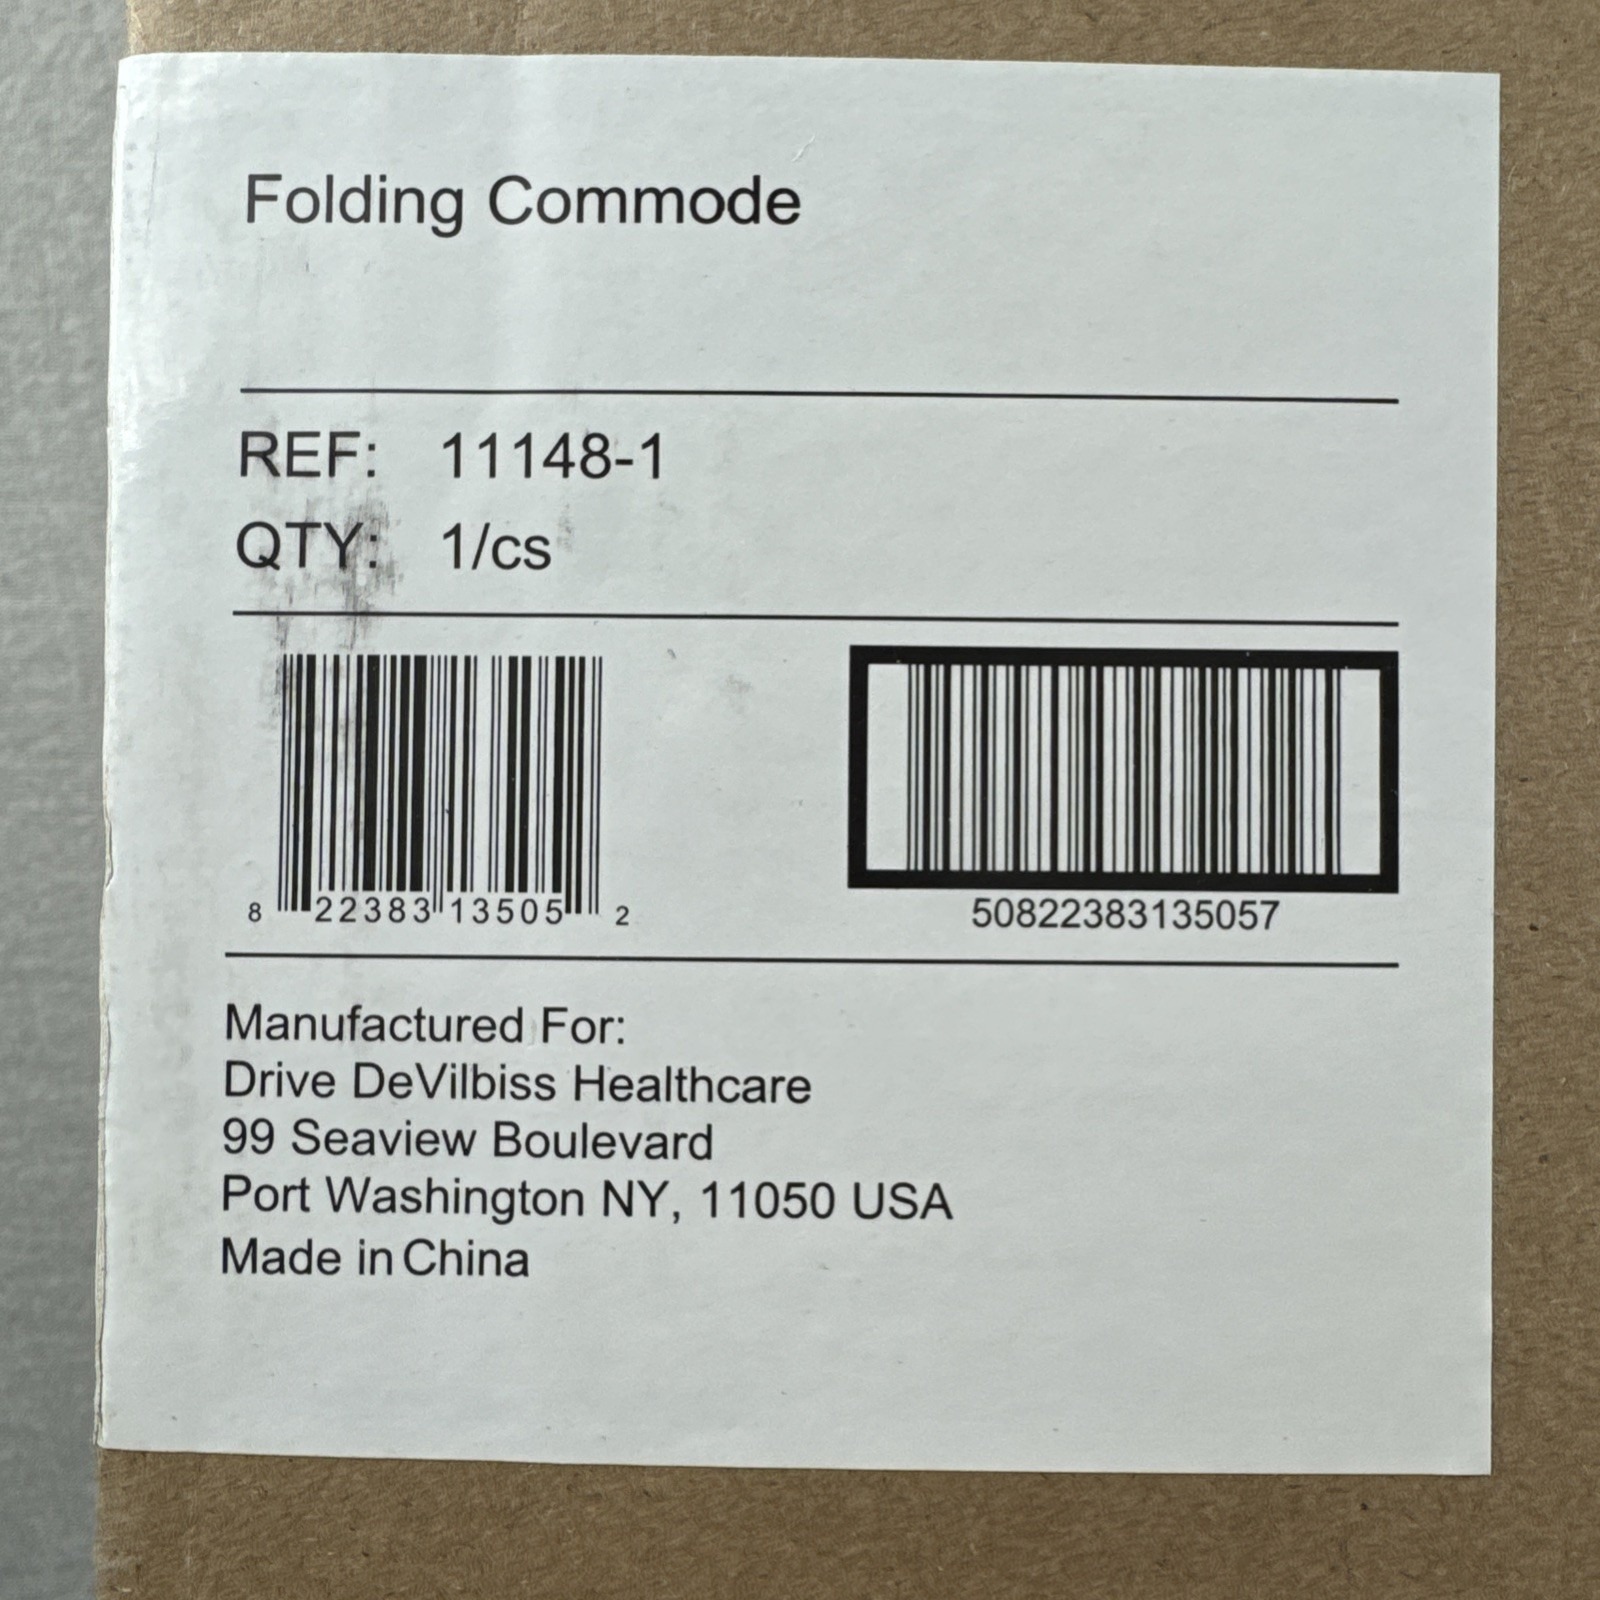 Folding Commode
REF: 11148-1
QTY: 1/cs
8 22383 13505 2
50822383135057
Manufactured For:
Drive DeVilbiss Healthcare
99 Seaview Boulevard
Port Washington NY, 11050 USA
Made in China